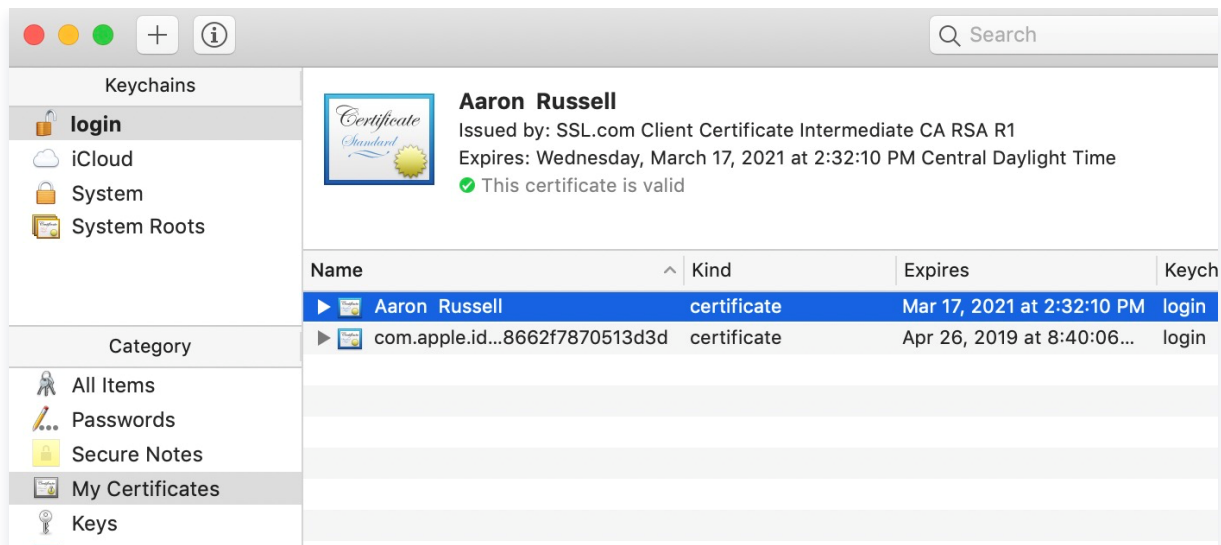 Search
Keychains
login
iCloud
System
System Roots
Category
All Items
Passwords
Secure Notes
My Certificates
Keys
Certificate
Standard
Aaron Russell
Issued by: SSL.com Client Certificate Intermediate CA RSA R1
Expires: Wednesday, March 17, 2021 at 2:32:10 PM Central Daylight Time
This certificate is valid
Name Kind Expires Keych
Aaron Russell certificate Mar 17, 2021 at 2:32:10 PM login
com.apple.id...8662f7870513d3d certificate Apr 26, 2019 at 8:40:06... login